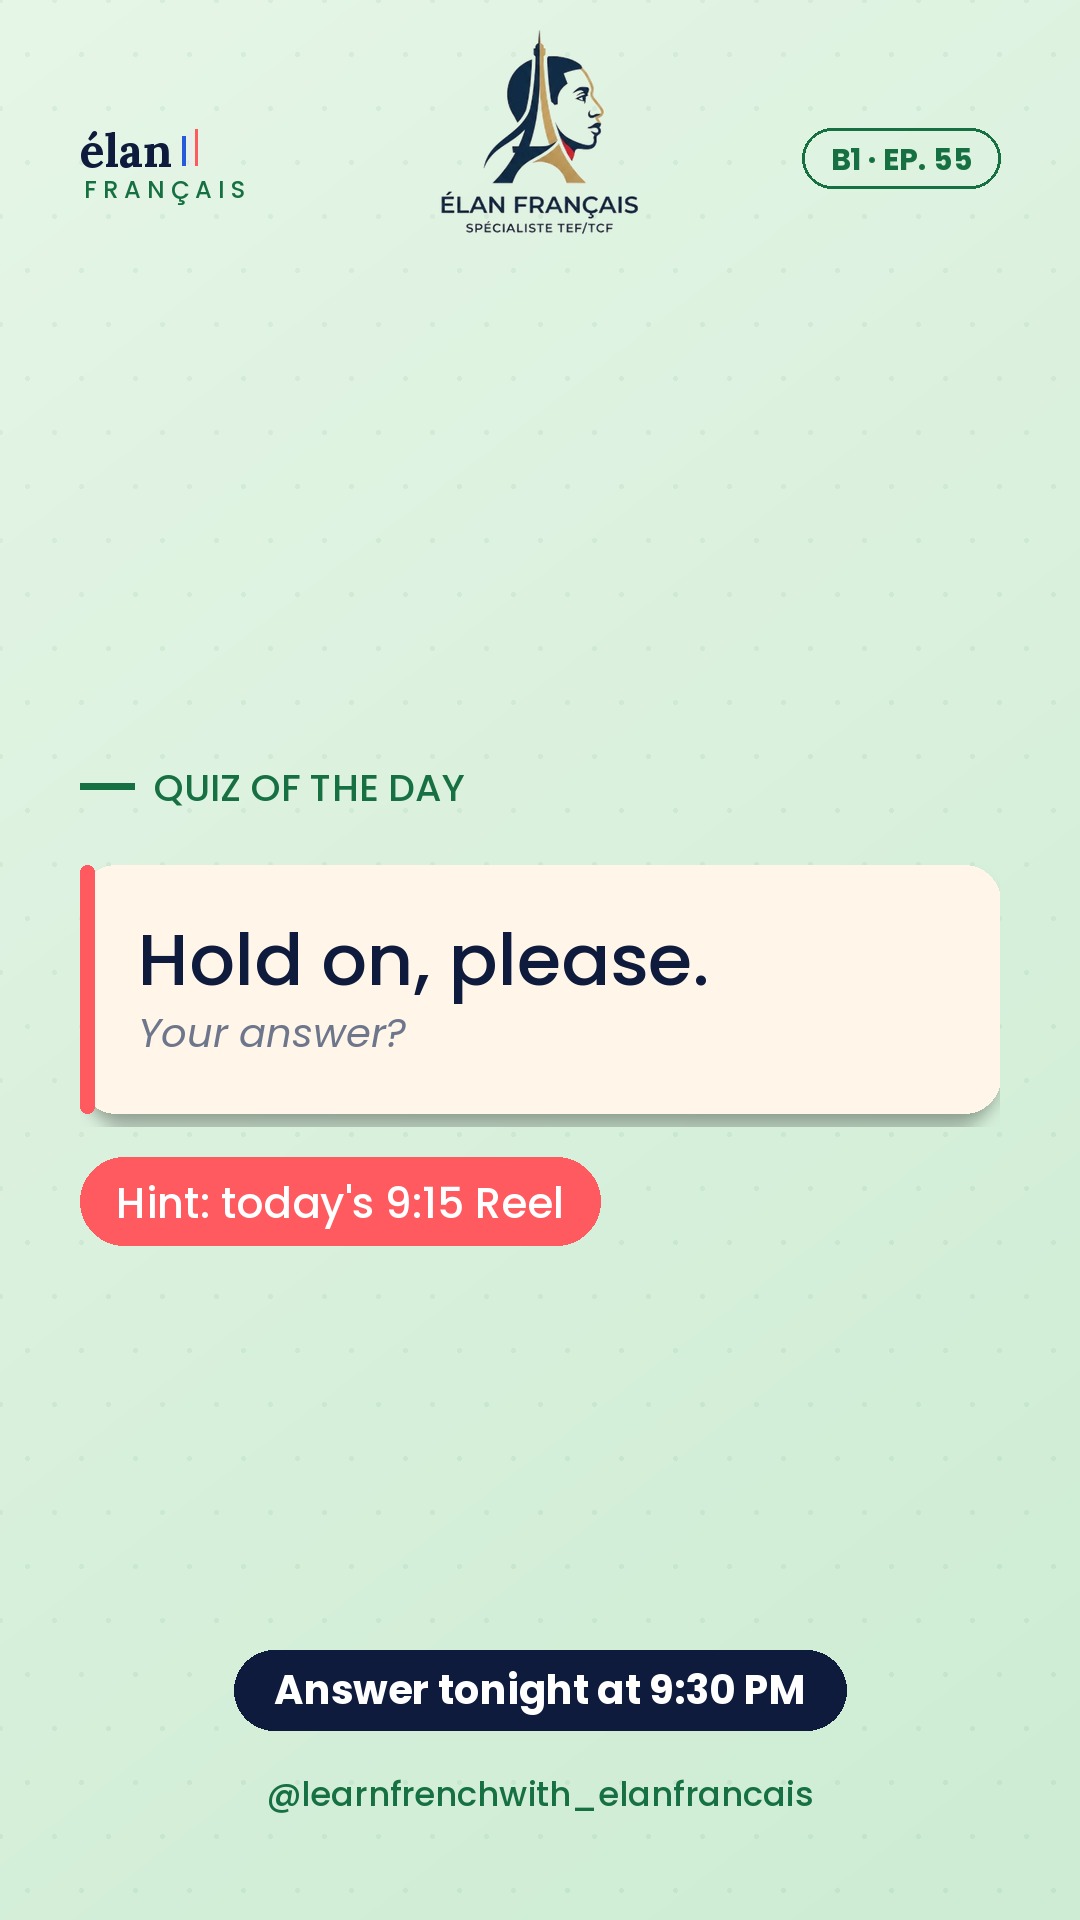 élan
FRANÇAIS
ÉLAN FRANÇAIS
SPÉCIALISTE TEF/TCF
B1 · EP. 55
QUIZ OF THE DAY
Hold on, please.
Your answer?
Hint: today's 9:15 Reel
Answer tonight at 9:30 PM
@learnfrenchwith_elanfrancais